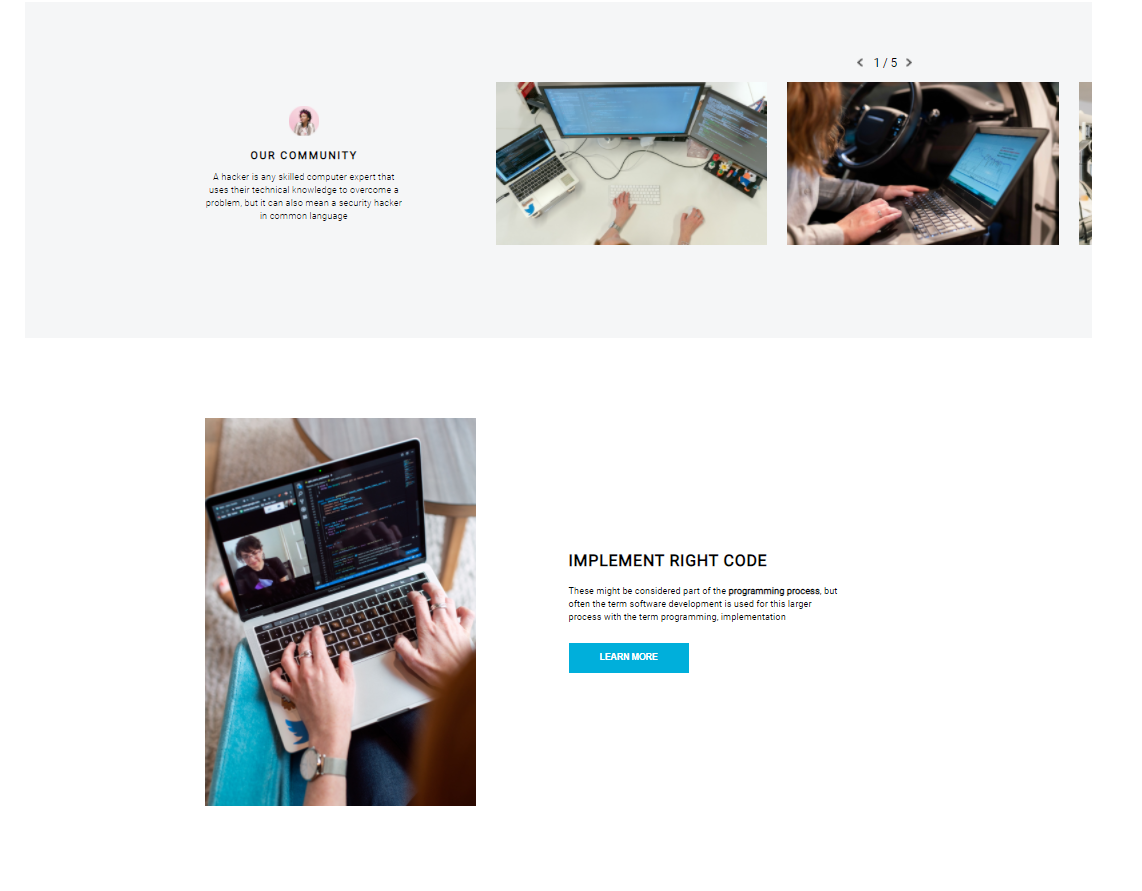 1 / 5
OUR COMMUNITY
A hacker is any skilled computer expert that
uses their technical knowledge to overcome a
problem, but it can also mean a security hacker
in common language
IMPLEMENT RIGHT CODE
These might be considered part of the programming process, but
often the term software development is used for this larger
process with the term programming, implementation
LEARN MORE